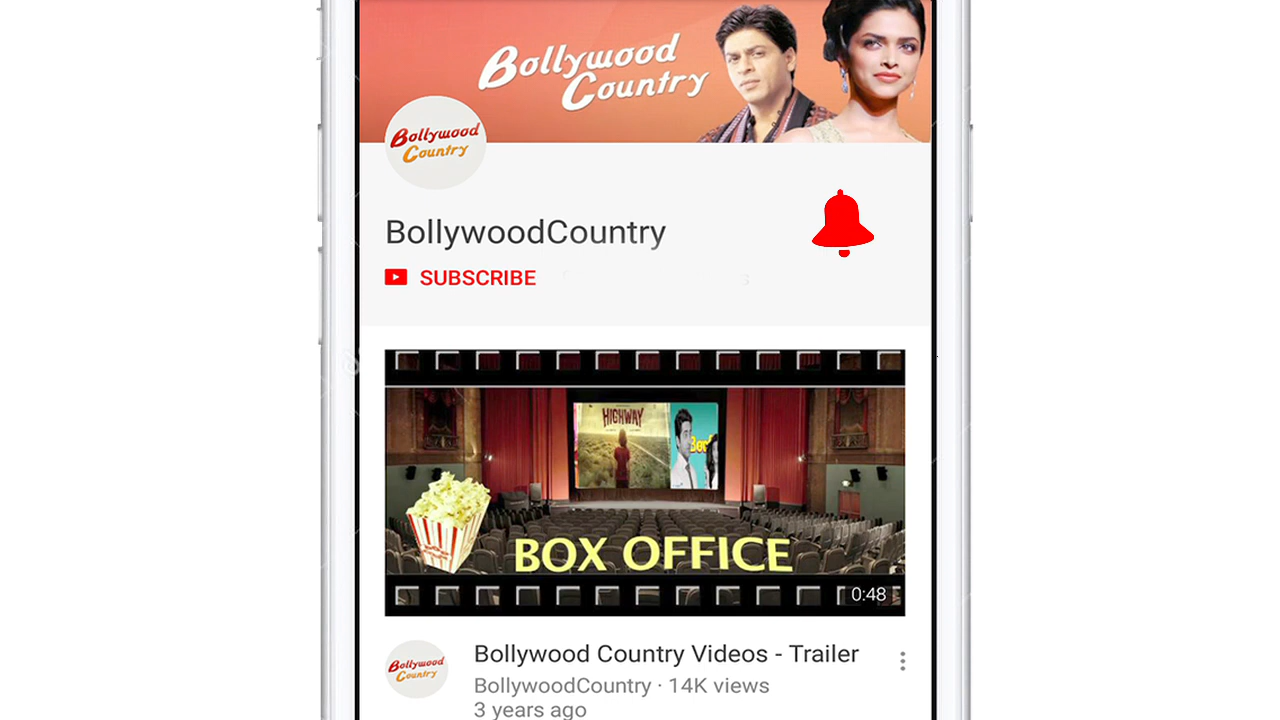 Bollywood
Country
Bollywood
Country
BollywoodCountry
SUBSCRIBE
HIGHWAY
BOX OFFICE
0:48
Bollywood
Country
Bollywood Country Videos - Trailer
BollywoodCountry · 14K views
3 years ago